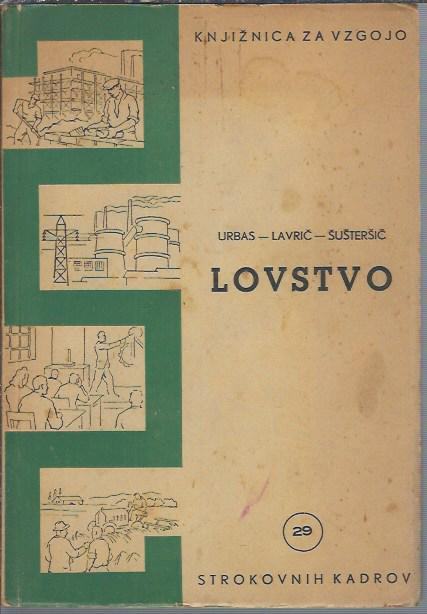 KNJIŽNICA ZA VZGOJO
URBAS — LAVRIČ — ŠUŠTERŠIČ
LOVSTVO
29
STROKOVNIH KADROV